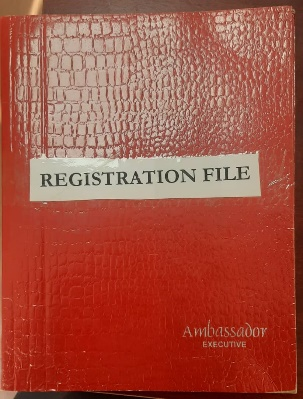 REGISTRATION FILE
Ambassador
EXECUTIVE